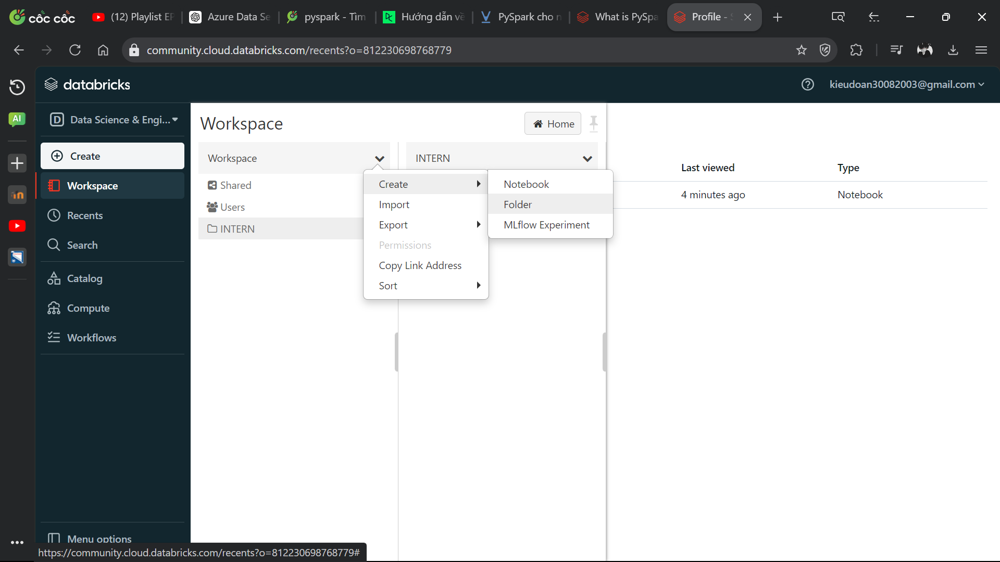 cốc cốc
(12) Playlist EP
Azure Data Se
pyspark - Tìm
Hướng dẫn về
PySpark cho n
What is PySpa
Profile - S
community.cloud.databricks.com/recents?o=812230698768779
AI
databricks
kieudoan30082003@gmail.com
D
Data Science & Engi...
Create
Workspace
Recents
Search
Catalog
Compute
Workflows
Menu options
Workspace
Home
Workspace
INTERN
Shared
Users
INTERN
Create
Import
Export
Permissions
Copy Link Address
Sort
Notebook
Folder
MLflow Experiment
Last viewed
Type
4 minutes ago
Notebook
https://community.cloud.databricks.com/recents?o=812230698768779#